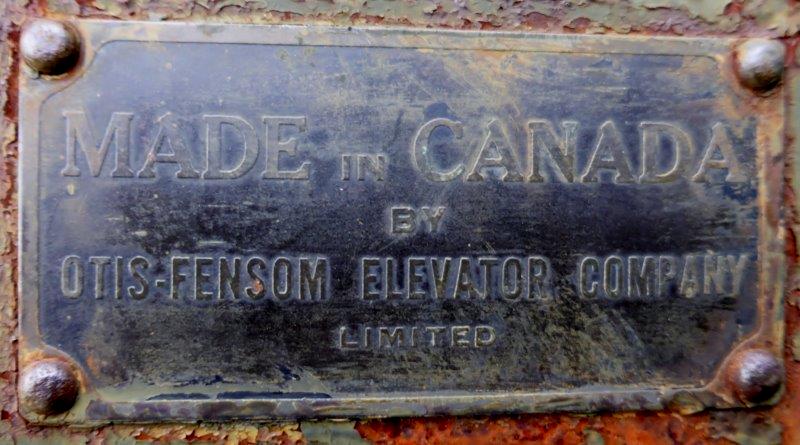 MADE IN CANADA
BY
OTIS-FENSOM ELEVATOR COMPANY
LIMITED